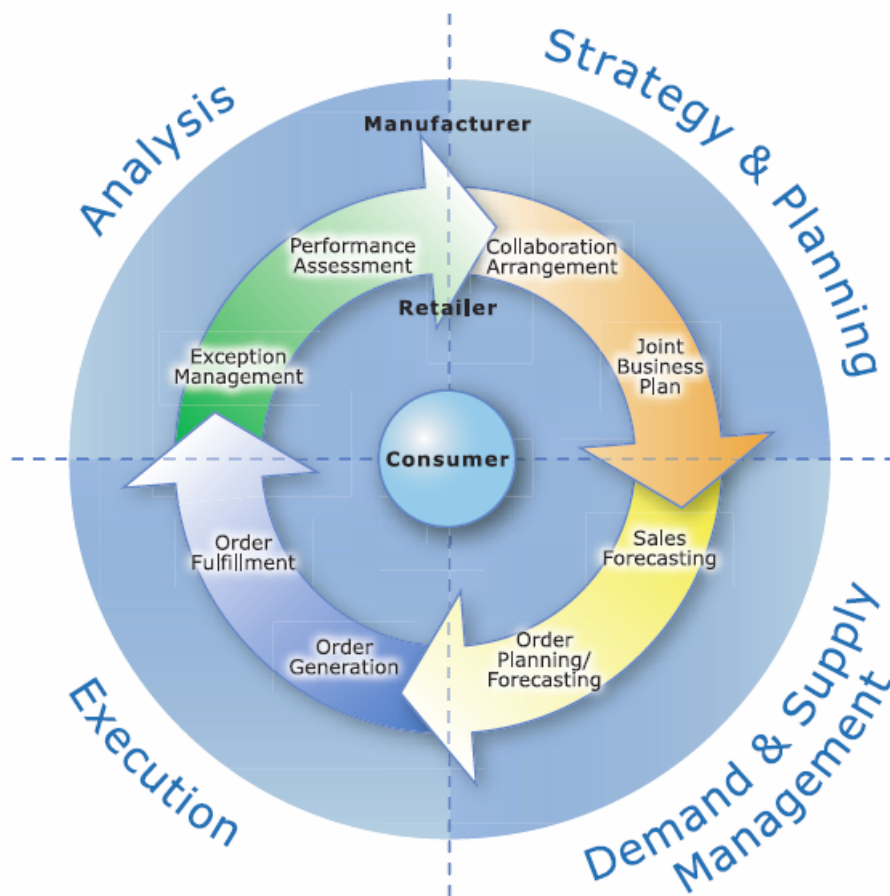 Analysis
Strategy & Planning
Manufacturer
Performance
Assessment
Collaboration
Arrangement
Retailer
Exception
Management
Joint
Business
Plan
Consumer
Order
Fulfillment
Sales
Forecasting
Order
Generation
Order
Planning/
Forecasting
Execution
Demand & Supply
Management